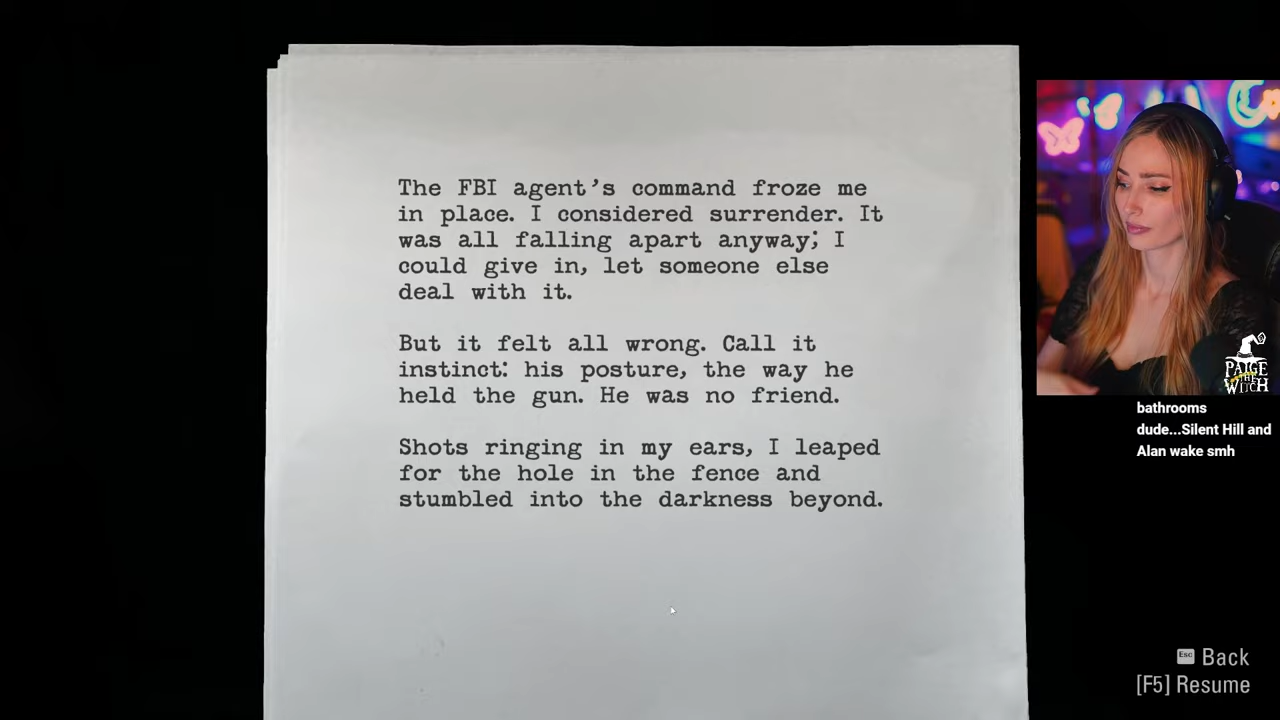 The FBI agent's command froze me
in place. I considered surrender. It
was all falling apart anyway; I
could give in, let someone else
deal with it.
But it felt all wrong. Call it
instinct: his posture, the way he
held the gun. He was no friend.
Shots ringing in my ears, I leaped
for the hole in the fence and
stumbled into the darkness beyond.
PAIGE
THE
WITCH
bathrooms
dude...Silent Hill and
Alan wake smh
Esc Back
[F5] Resume